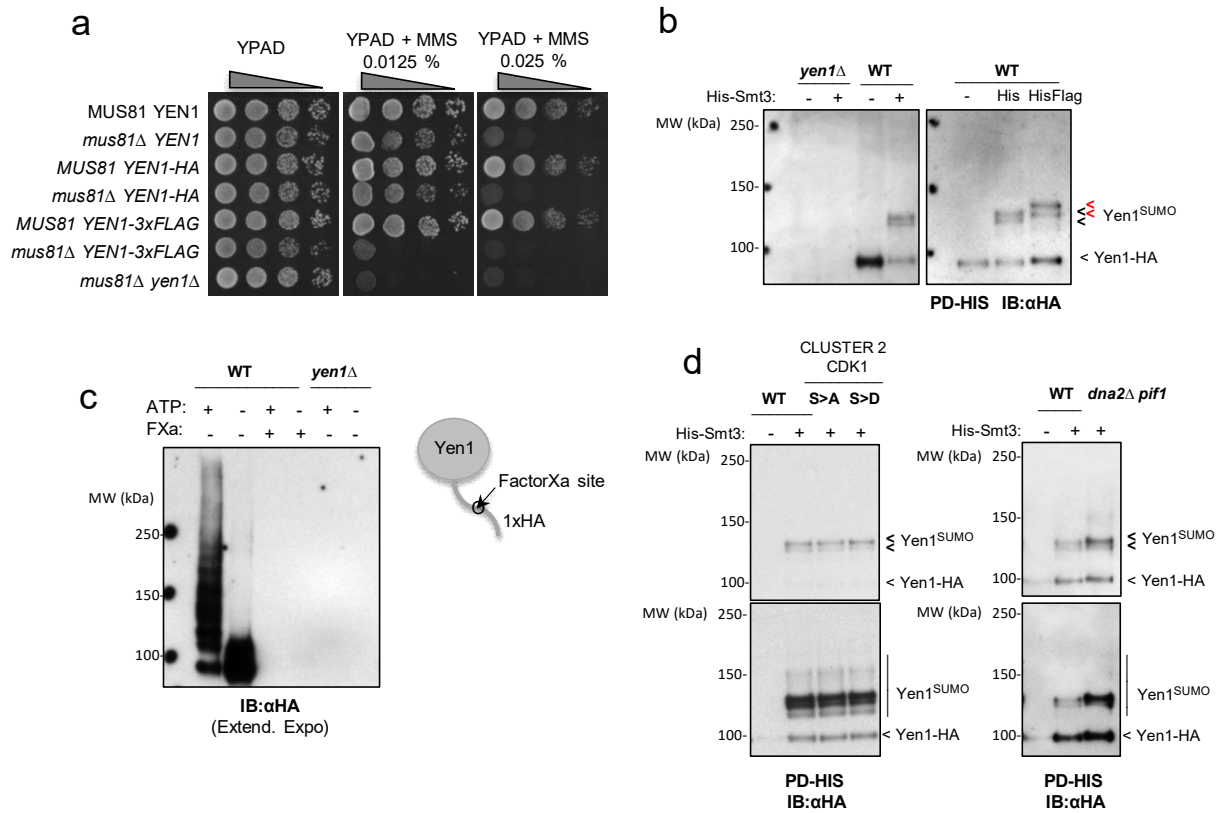 a
YPAD
YPAD + MMS
0.0125 %
YPAD + MMS
0.025 %
MUS81 YEN1
mus81Δ YEN1
MUS81 YEN1-HA
mus81Δ YEN1-HA
MUS81 YEN1-3xFLAG
mus81Δ YEN1-3xFLAG
mus81Δ yen1Δ
b
yen1Δ WT WT
His-Smt3: - + - + - His HisFlag
MW (kDa)
250-
150-
100-
< < < < Yen1SUMO
< Yen1-HA
PD-HIS IB:αHA
c
WT yen1Δ
ATP: + - + - + -
FXa: - - + + - -
MW (kDa)
250-
150-
100-
IB:αHA
(Extend. Expo)
Yen1
FactorXa site
1xHA
d
CLUSTER 2
CDK1
WT S>A S>D
His-Smt3: - + + +
MW (kDa)
250-
150-
100-
< < Yen1SUMO
< Yen1-HA
MW (kDa)
250-
150-
100-
Yen1SUMO
< Yen1-HA
PD-HIS
IB:αHA
WT dna2Δ pif1
His-Smt3: - + +
MW (kDa)
250-
150-
100-
< < Yen1SUMO
< Yen1-HA
MW (kDa)
250-
150-
100-
Yen1SUMO
< Yen1-HA
PD-HIS
IB:αHA